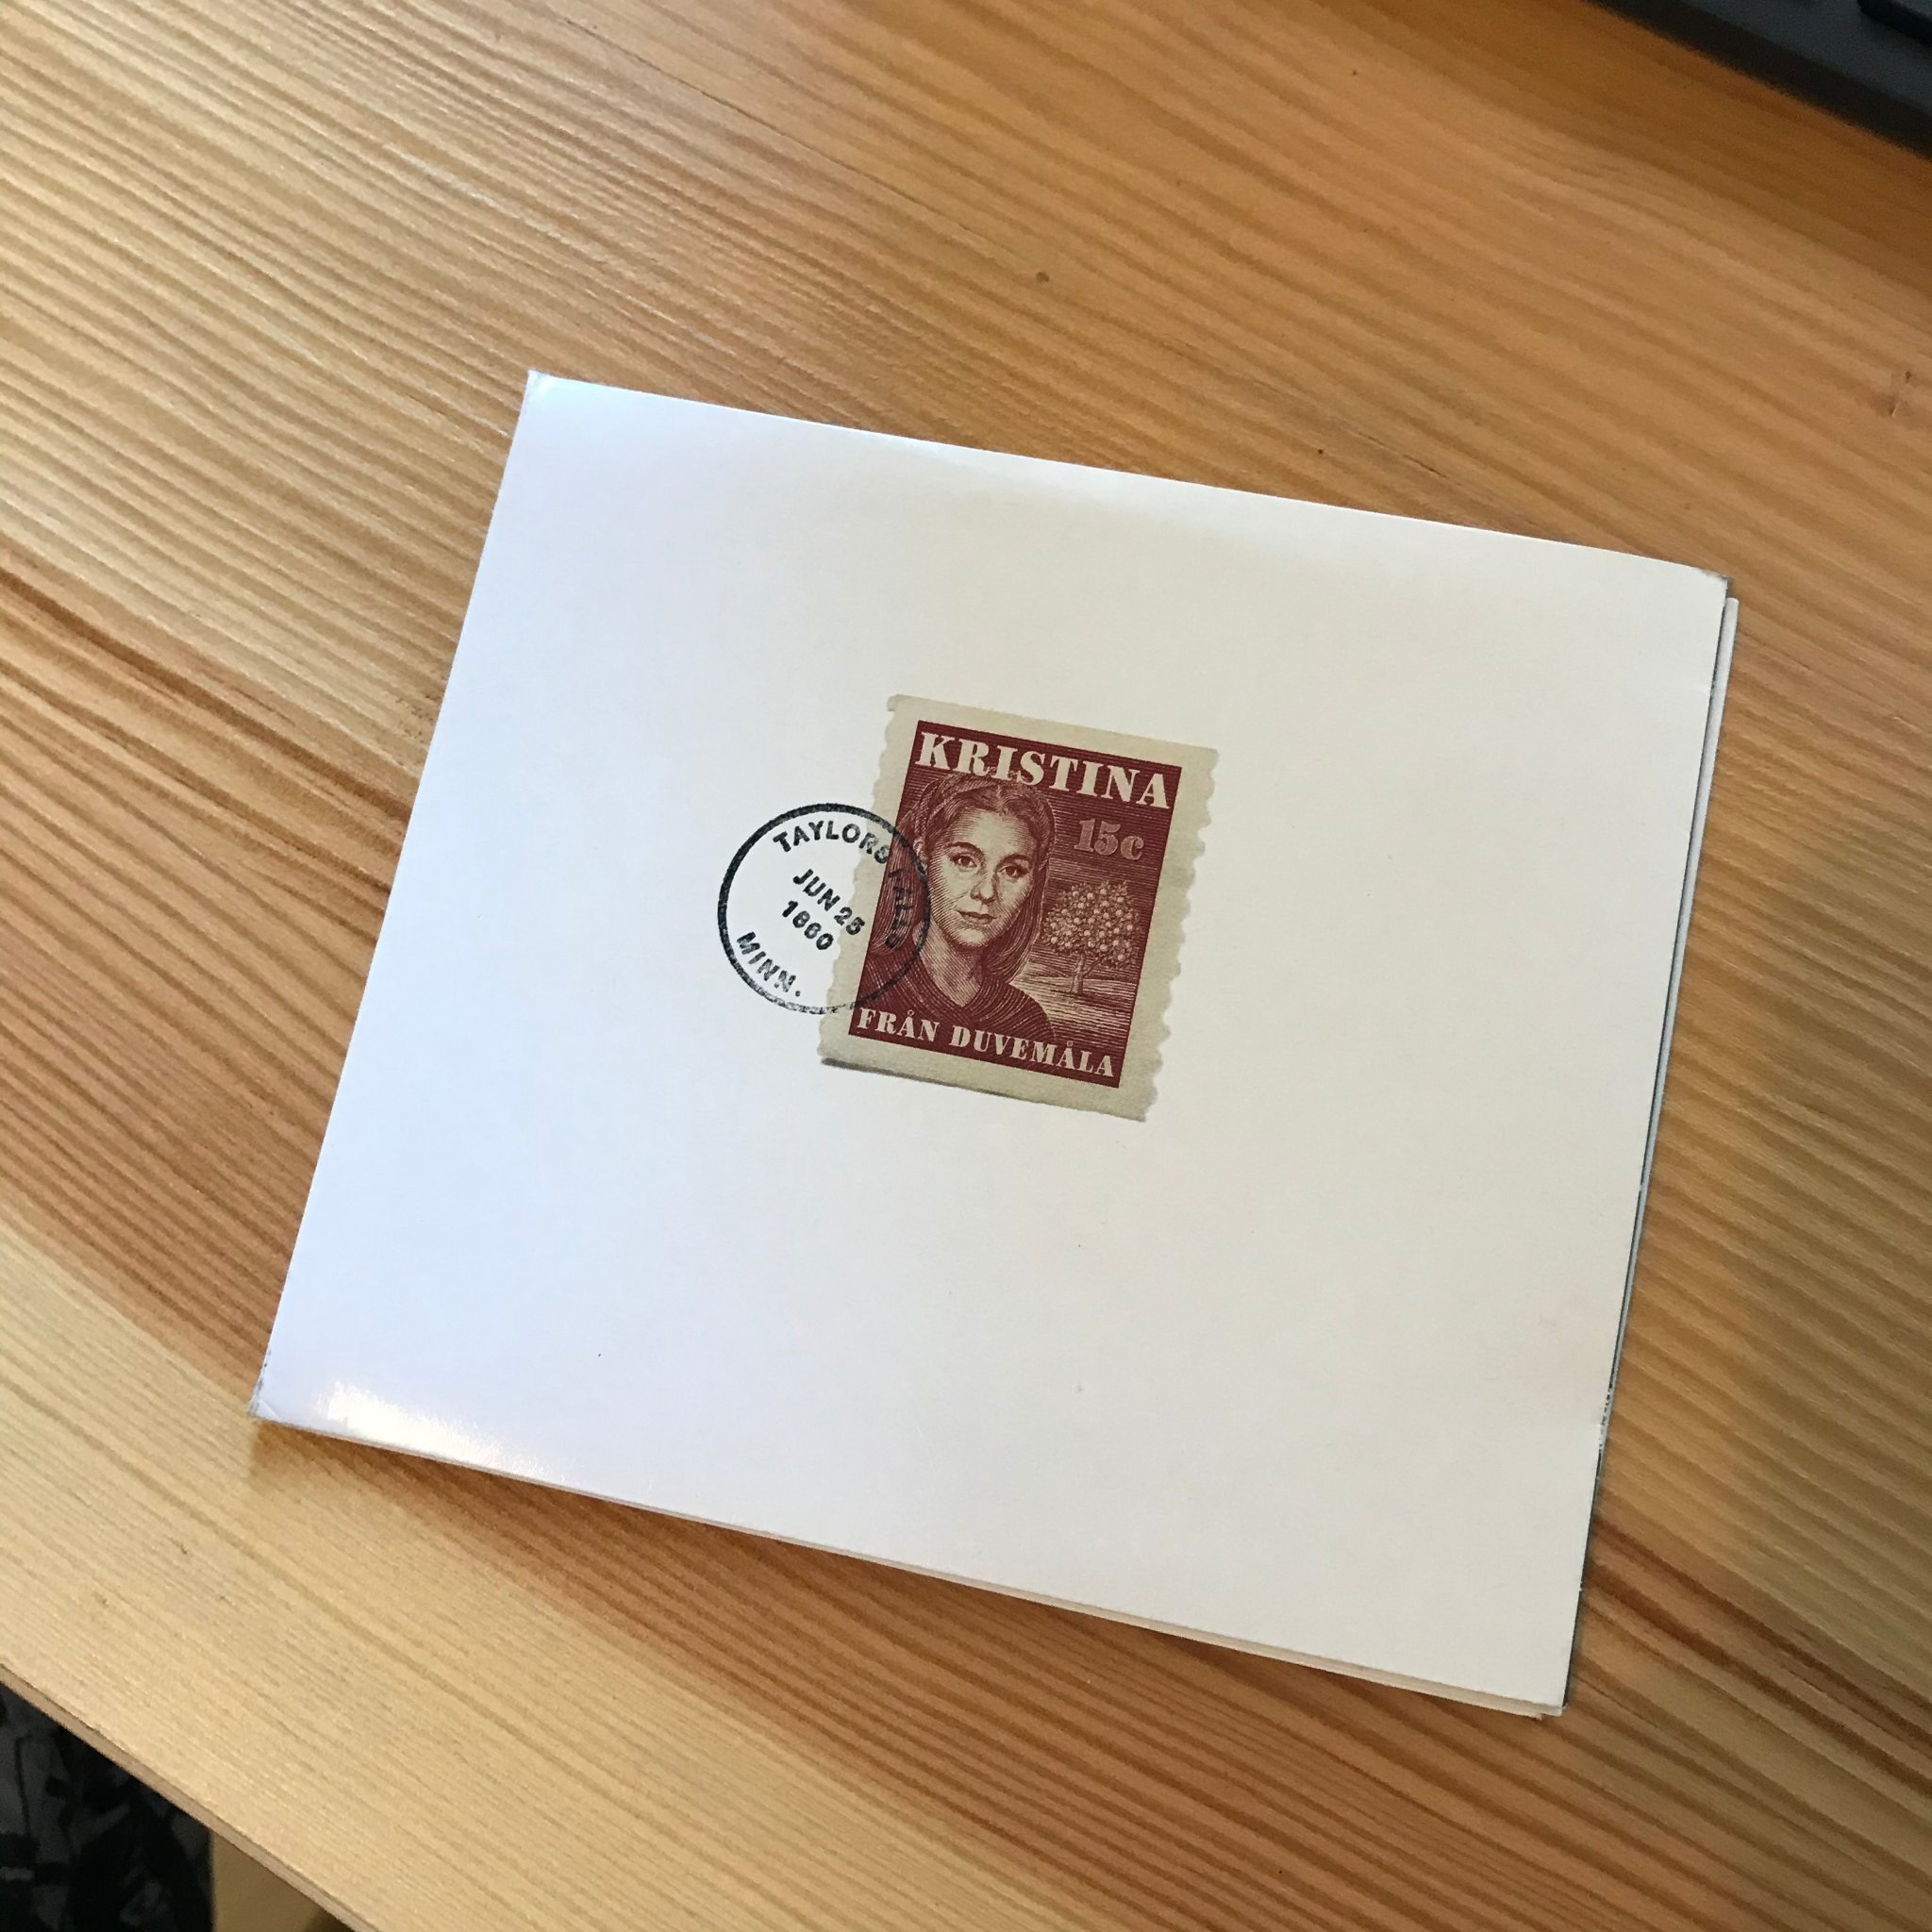 KRISTINA
15c
FRÅN DUVEMÅLA
TAYLORS FALLS
JUN 25
1860
MINN.